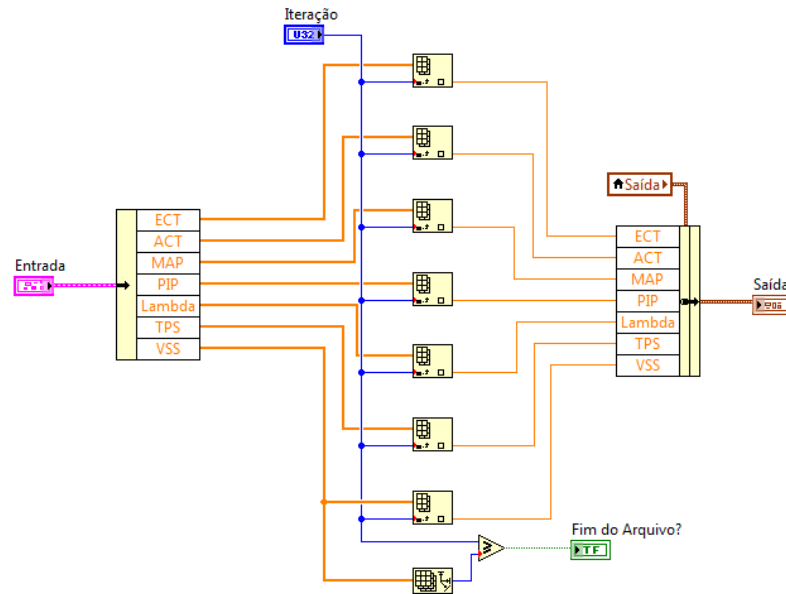 Iteração
U32
Entrada
ECT
ACT
MAP
PIP
Lambda
TPS
VSS
Saída
ECT
ACT
MAP
PIP
Lambda
TPS
VSS
Saída
Fim do Arquivo?
TF